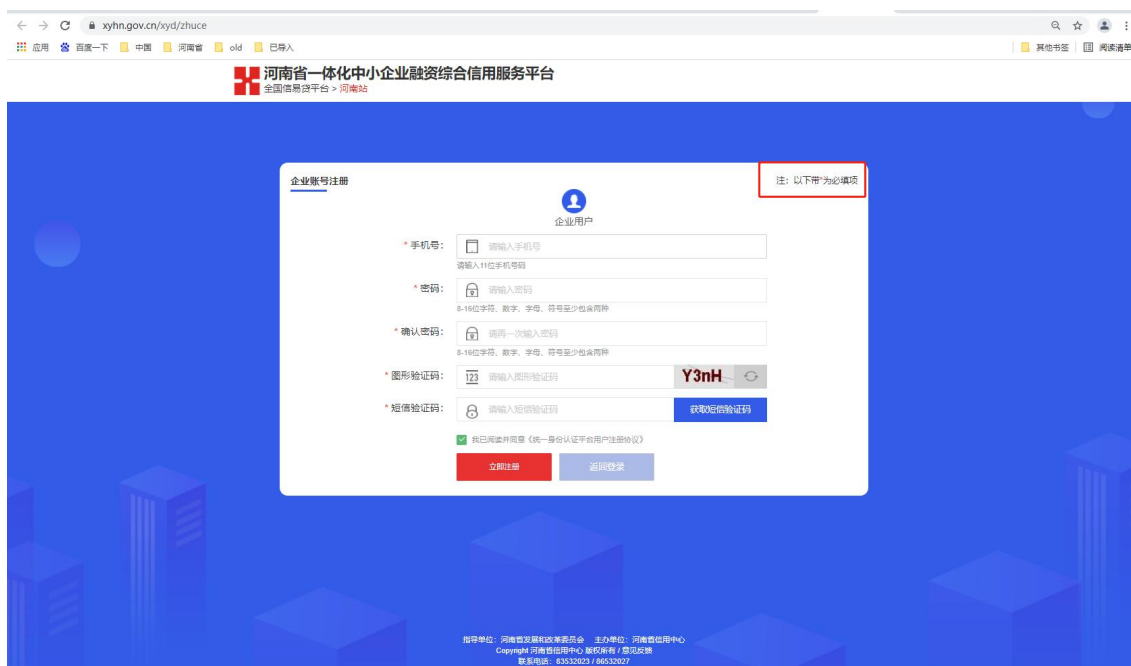 xyhn.gov.cn/xyd/zhuce
应用 百度一下 中国 河南省 old 已导入 其他书签 阅读清单
河南省一体化中小企业融资综合信用服务平台
全国信易贷平台 > 河南站
企业账号注册
注：以下带*为必填项
企业用户
* 手机号： 请输入手机号
请输入11位手机号码
* 密码： 请输入密码
8-16位字符、数字、字母、符号至少包含两种
* 确认密码： 请再一次输入密码
8-16位字符、数字、字母、符号至少包含两种
* 图形验证码： 123 请输入图形验证码 Y3nH
* 短信验证码： 请输入短信验证码 获取短信验证码
我已阅读并同意《统一身份认证平台用户注册协议》
立即注册 返回登录
指导单位：河南省发展和改革委员会 主办单位：河南省信用中心
Copyright 河南省信用中心 版权所有 / 意见反馈
联系电话：63532023 / 86532027